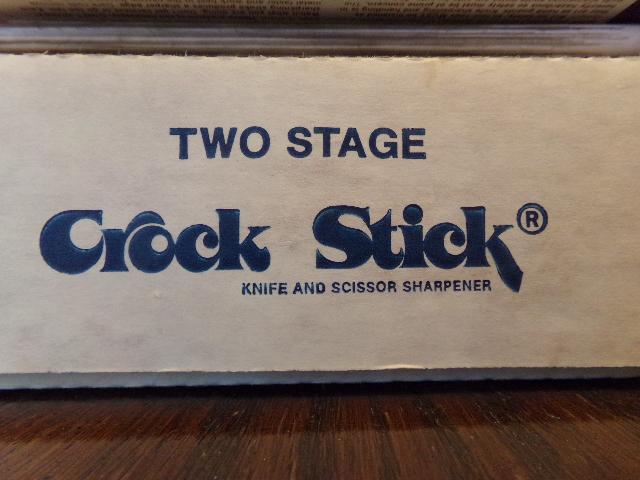 TWO STAGE
Crock Stick®
KNIFE AND SCISSOR SHARPENER